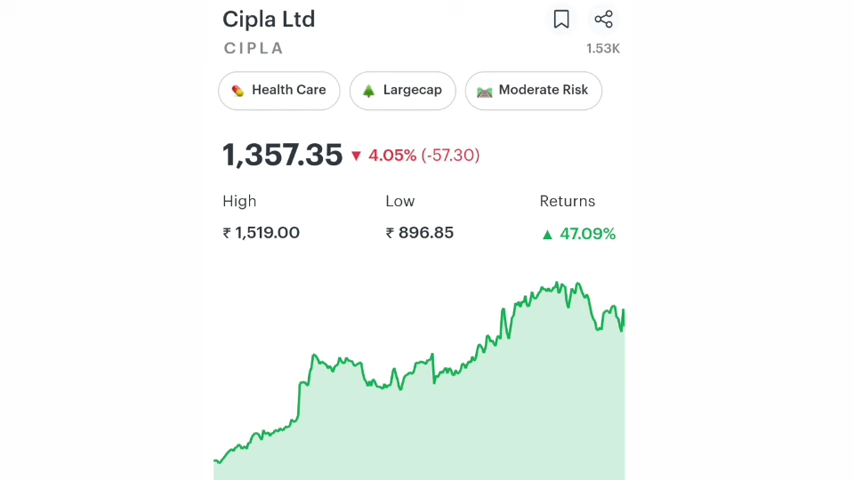 Cipla Ltd
CIPLA
1.53K
Health Care
Largecap
Moderate Risk
1,357.35 ▼ 4.05% (-57.30)
High Low Returns
₹ 1,519.00 ₹ 896.85 ▲ 47.09%